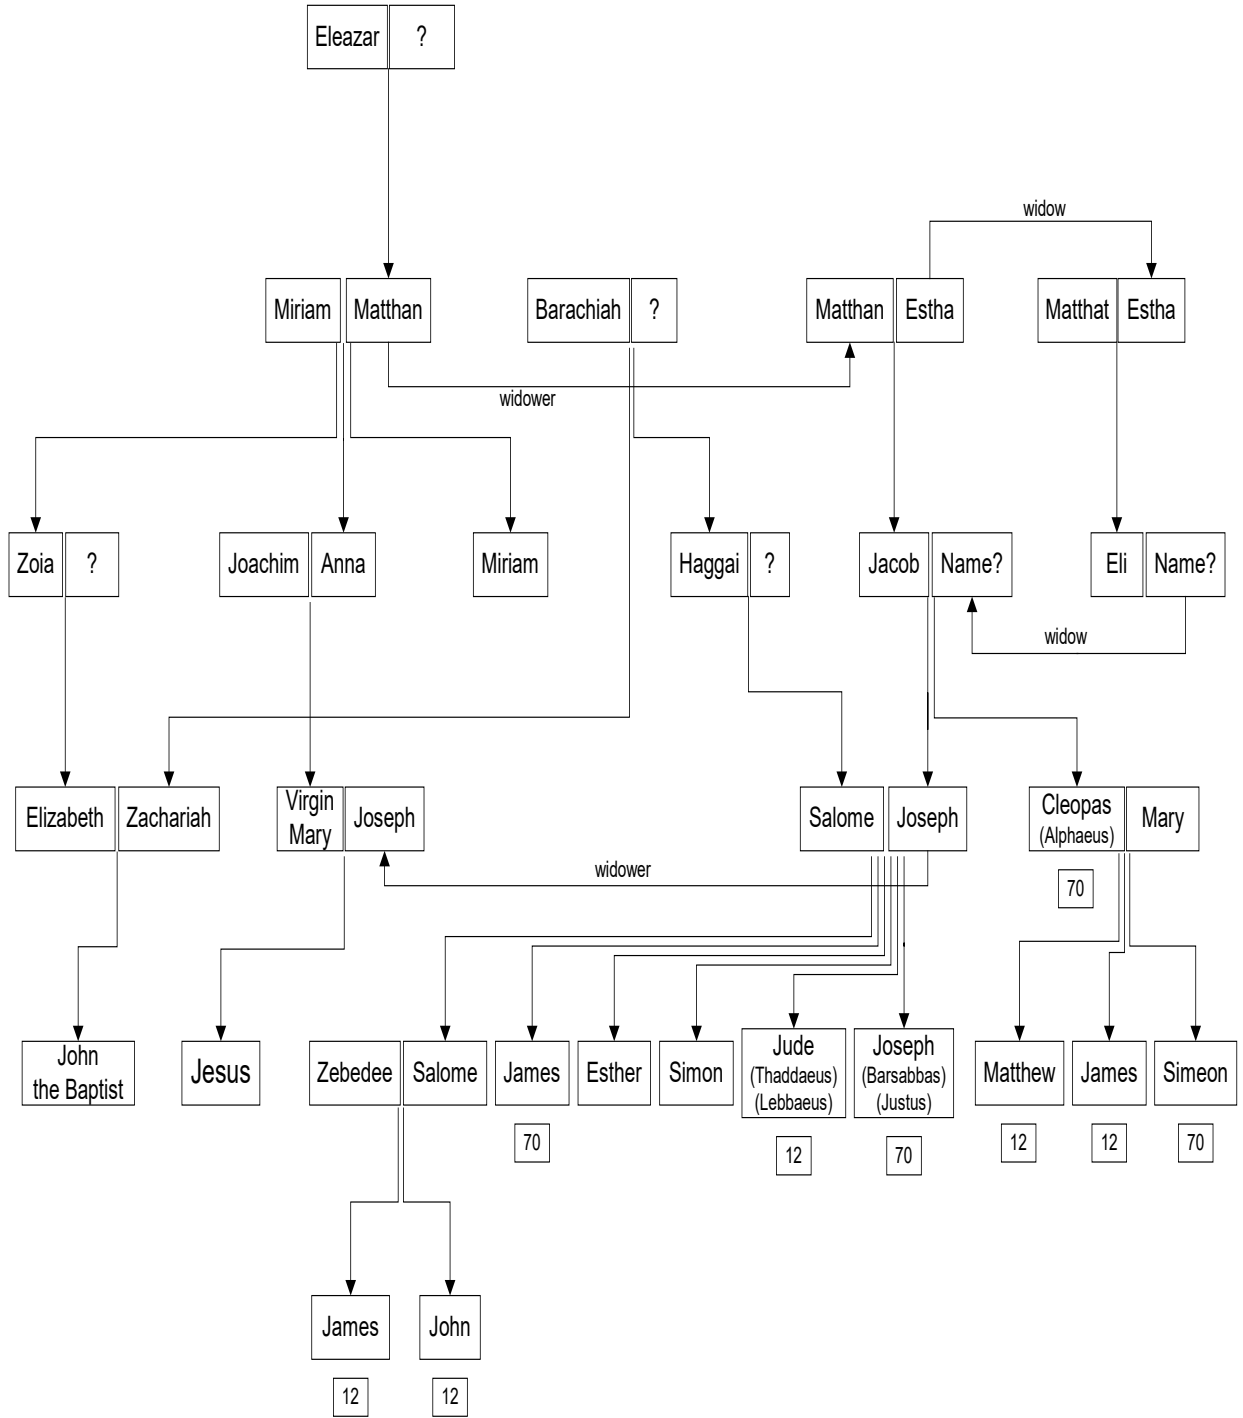 Eleazar ?
widow
Miriam Matthan Barachiah ? Matthan Estha Matthat Estha
widower
Zoia ? Joachim Anna Miriam Haggai ? Jacob Name? Eli Name?
widow
Elizabeth Zachariah Virgin Mary Joseph Salome Joseph Cleopas (Alphaeus) Mary
widower
70
John the Baptist Jesus Zebedee Salome James Esther Simon Jude (Thaddaeus) (Lebbaeus) Joseph (Barsabbas) (Justus) Matthew James Simeon
70 12 70 12 12 70
James John
12 12